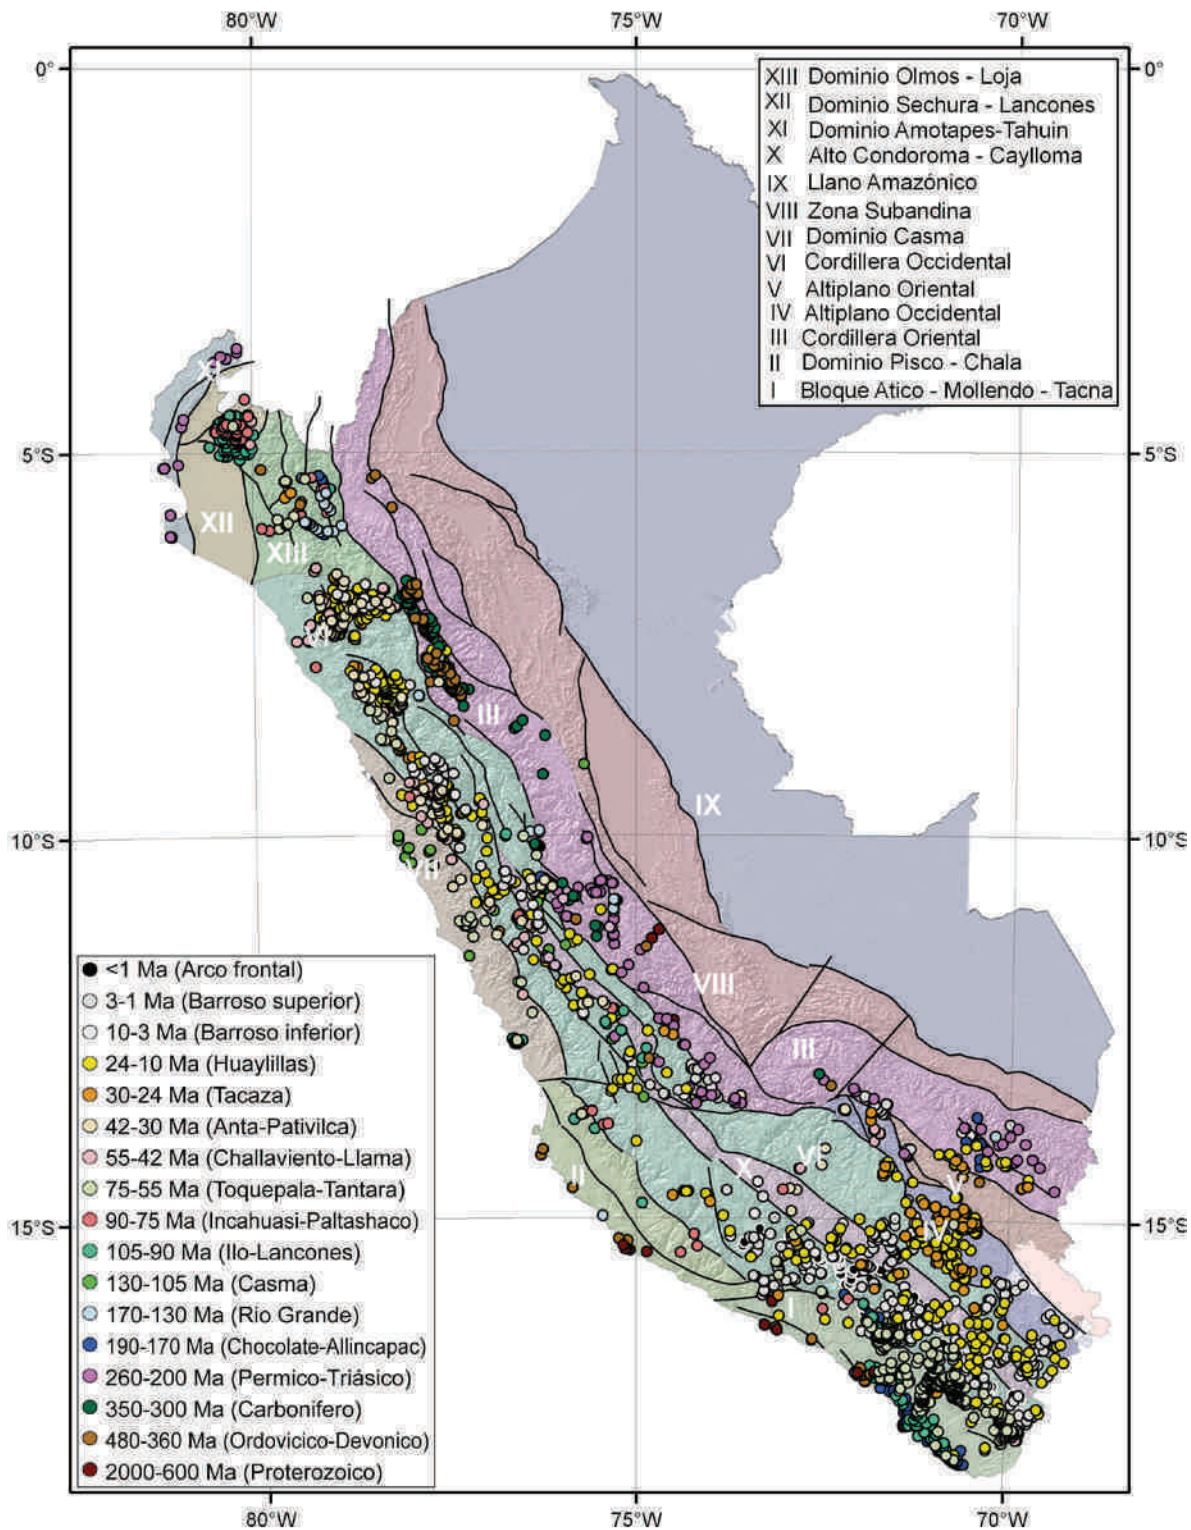 80°W 75°W 70°W
0° 0°
XIII Dominio Olmos - Loja
XII Dominio Sechura - Lancones
XI Dominio Amotapes-Tahuin
X Alto Condoroma - Caylloma
IX Llano Amazónico
VIII Zona Subandina
VII Dominio Casma
VI Cordillera Occidental
V Altiplano Oriental
IV Altiplano Occidental
III Cordillera Oriental
II Dominio Pisco - Chala
I Bloque Atico - Mollendo - Tacna
XI
5°S 5°S
XII
XIII
VI
III
IX
10°S 10°S
VII
VIII
III
X
VI
II
V
15°S 15°S
IV
I
<1 Ma (Arco frontal)
3-1 Ma (Barroso superior)
10-3 Ma (Barroso inferior)
24-10 Ma (Huaylillas)
30-24 Ma (Tacaza)
42-30 Ma (Anta-Pativilca)
55-42 Ma (Challaviento-Llama)
75-55 Ma (Toquepala-Tantara)
90-75 Ma (Incahuasi-Paltashaco)
105-90 Ma (Ilo-Lancones)
130-105 Ma (Casma)
170-130 Ma (Río Grande)
190-170 Ma (Chocolate-Allincapac)
260-200 Ma (Permico-Triásico)
350-300 Ma (Carbonifero)
480-360 Ma (Ordovicico-Devonico)
2000-600 Ma (Proterozoico)
80°W 75°W 70°W